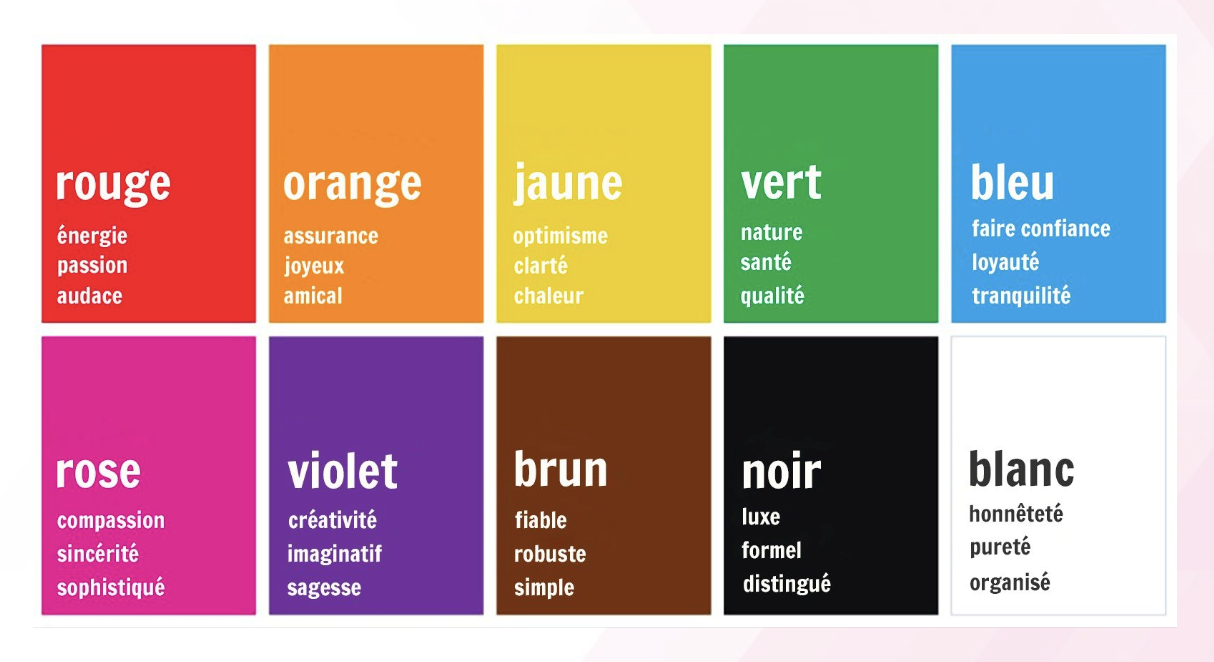 rouge
énergie
passion
audace
orange
assurance
joyeux
amical
jaune
optimisme
clarté
chaleur
vert
nature
santé
qualité
bleu
faire confiance
loyauté
tranquilité
rose
compassion
sincérité
sophistiqué
violet
créativité
imaginatif
sagesse
brun
fiable
robuste
simple
noir
luxe
formel
distingué
blanc
honnêteté
pureté
organisé